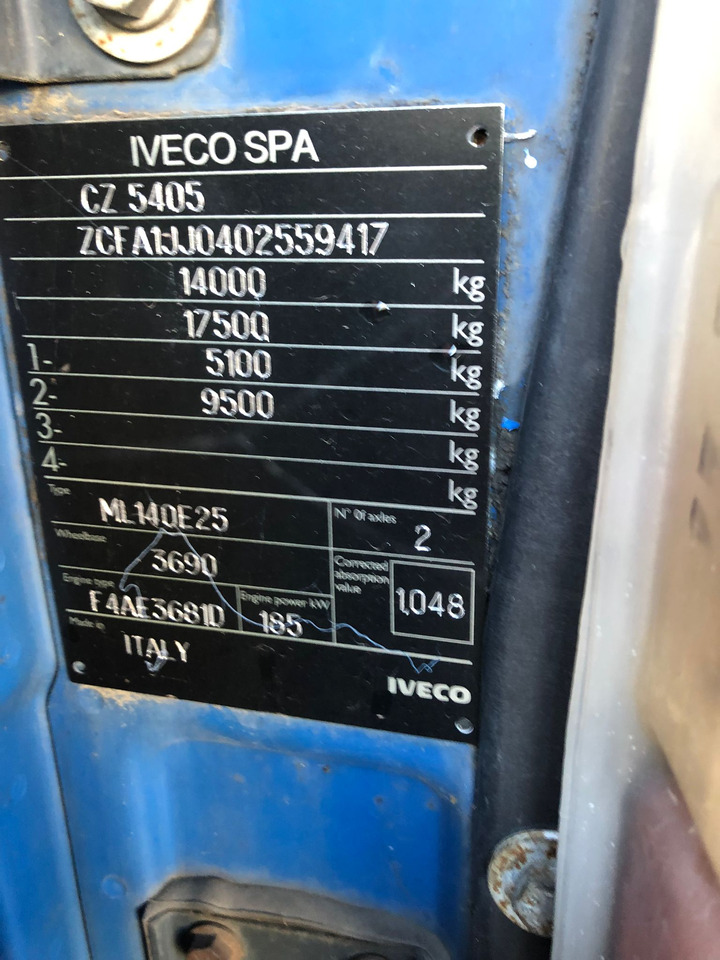 IVECO SPA
CZ 5405
ZCFA1JJ0402559417
14000 kg
17500 kg
1- 5100 kg
2- 9500 kg
3- kg
4- kg
Type ML140E25 N° Of axles 2
Wheelbase 3690
Corrected absorption value 1,048
Engine type F4AE3681D Engine power kW 185
Made in ITALY
IVECO